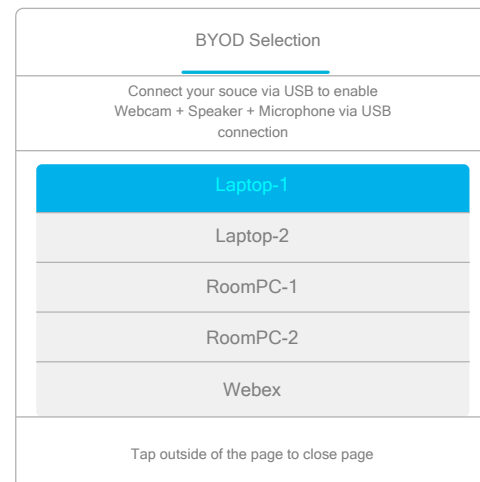 BYOD Selection
Connect your souce via USB to enable
Webcam + Speaker + Microphone via USB
connection
Laptop-1
Laptop-2
RoomPC-1
RoomPC-2
Webex
Tap outside of the page to close page